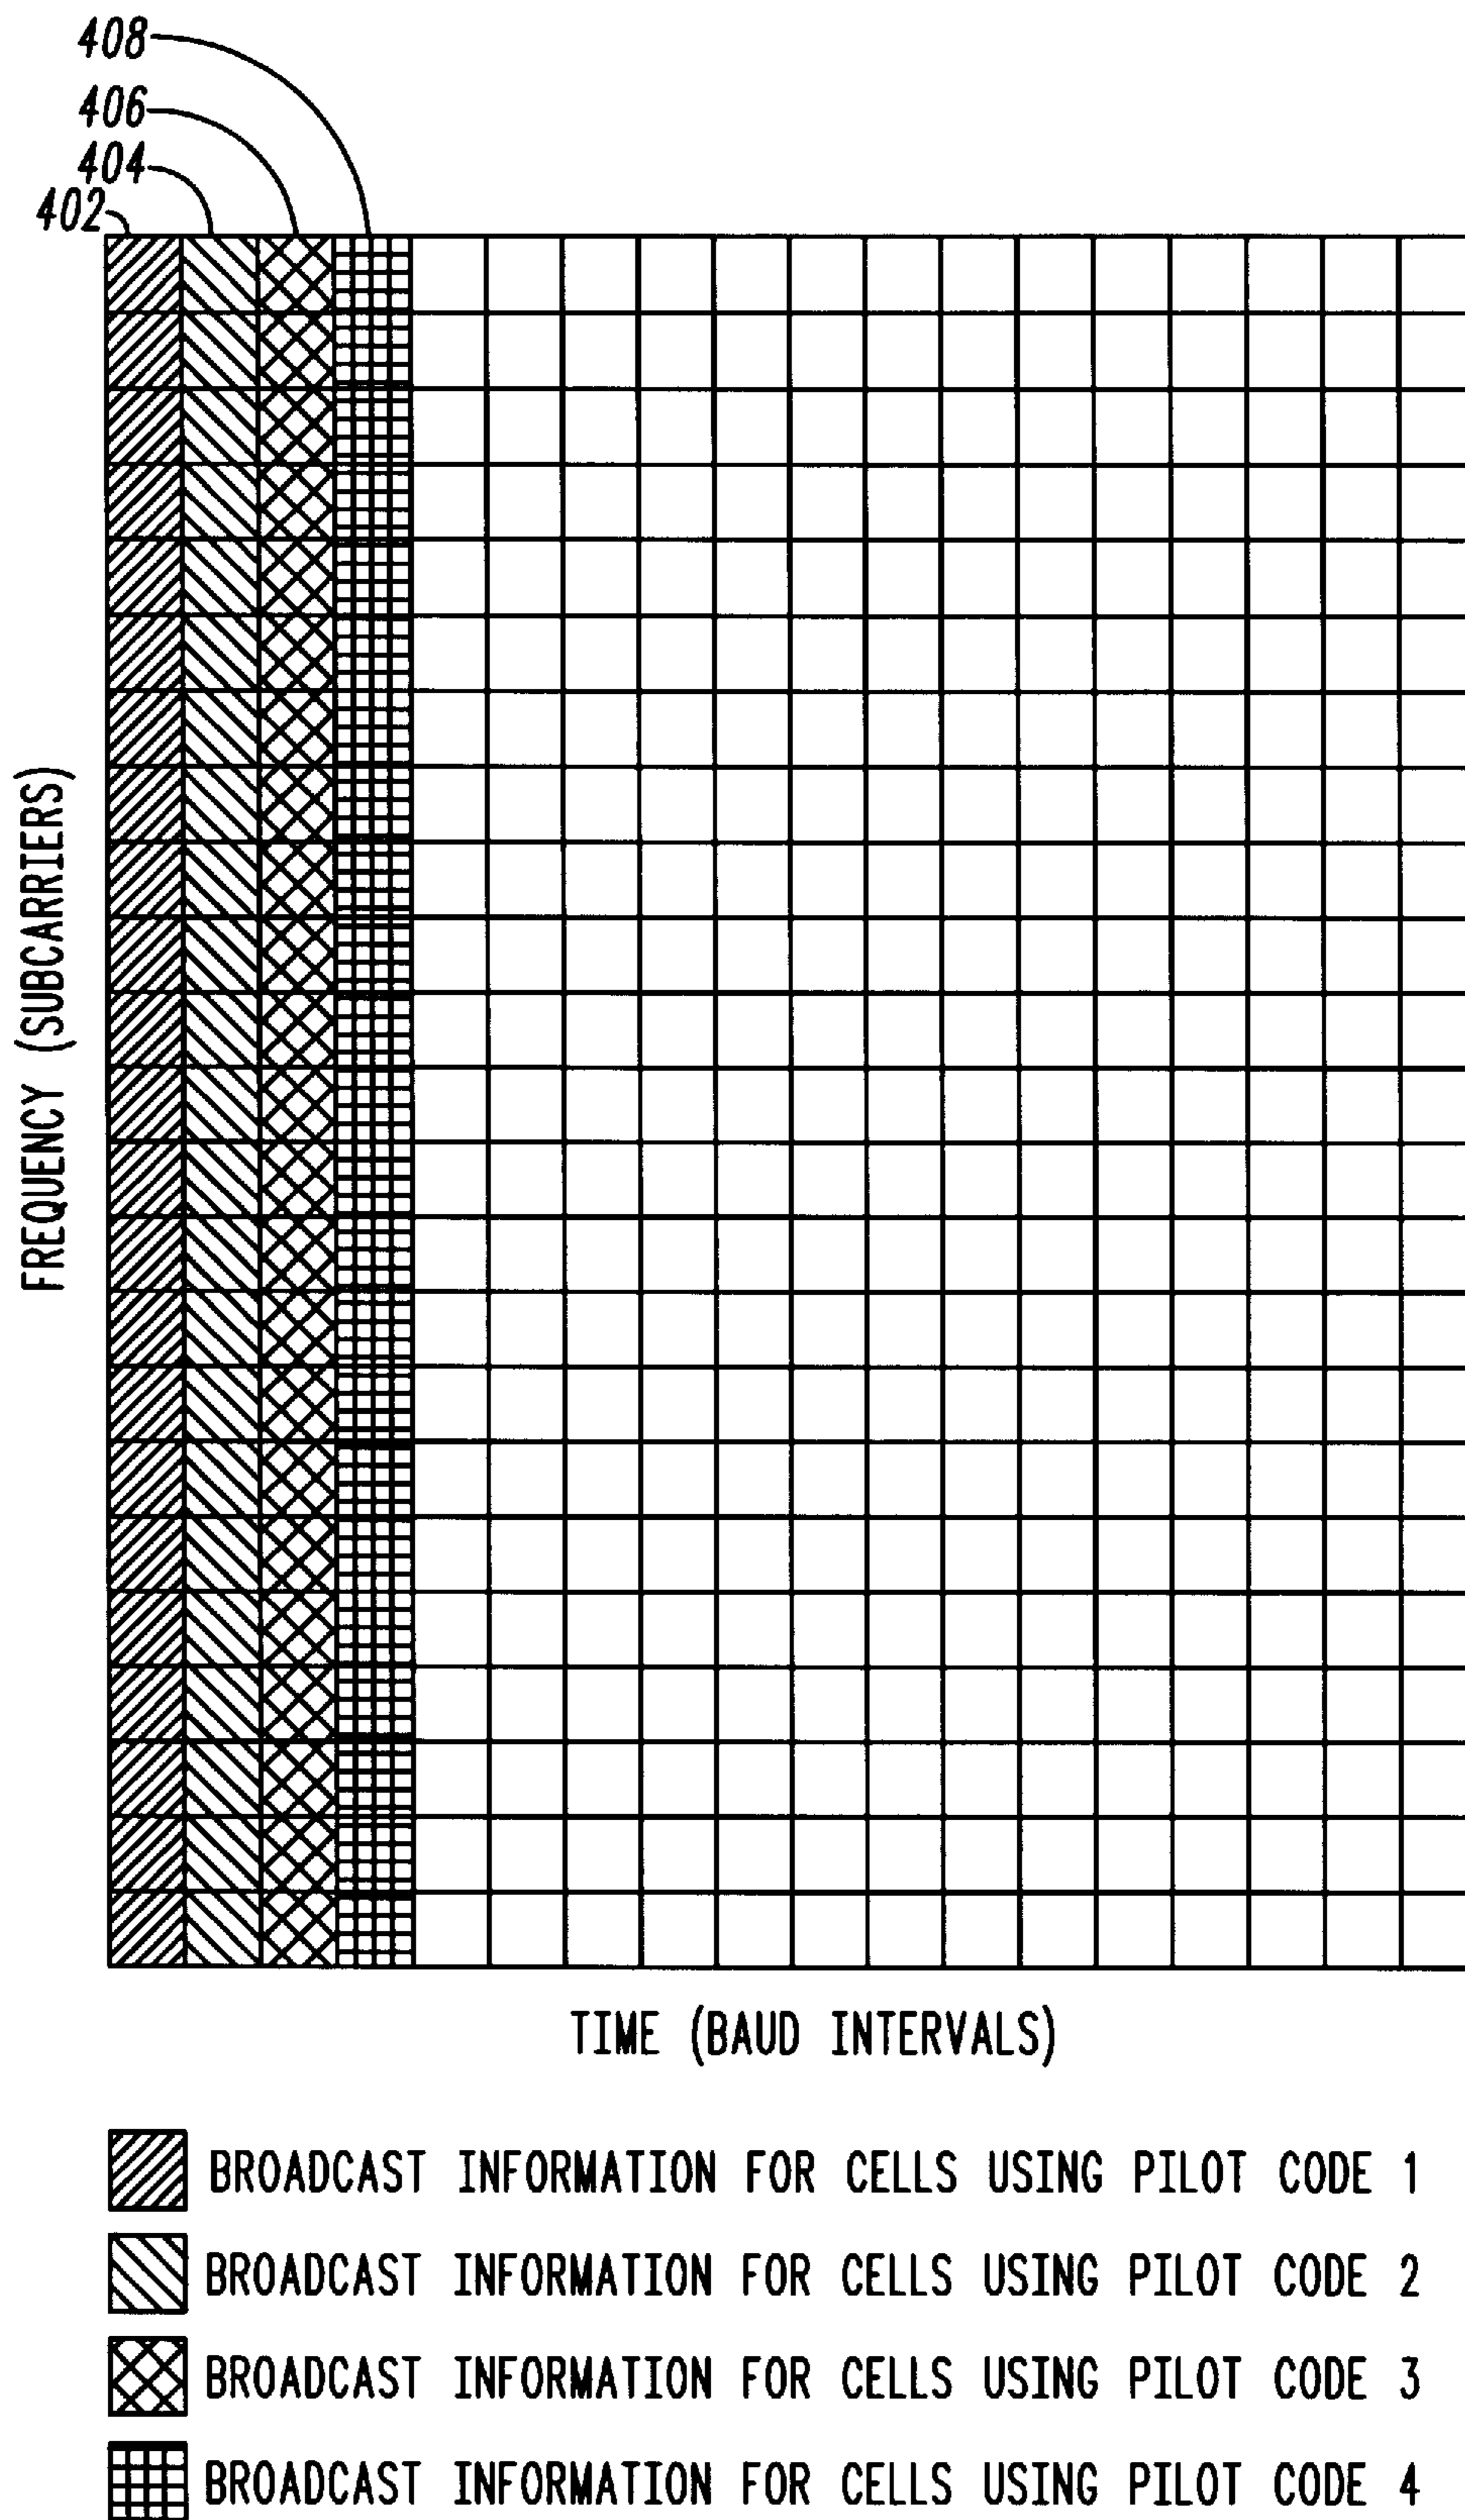 408
406
404
402
FREQUENCY (SUBCARRIERS)
TIME (BAUD INTERVALS)
BROADCAST INFORMATION FOR CELLS USING PILOT CODE 1
BROADCAST INFORMATION FOR CELLS USING PILOT CODE 2
BROADCAST INFORMATION FOR CELLS USING PILOT CODE 3
BROADCAST INFORMATION FOR CELLS USING PILOT CODE 4